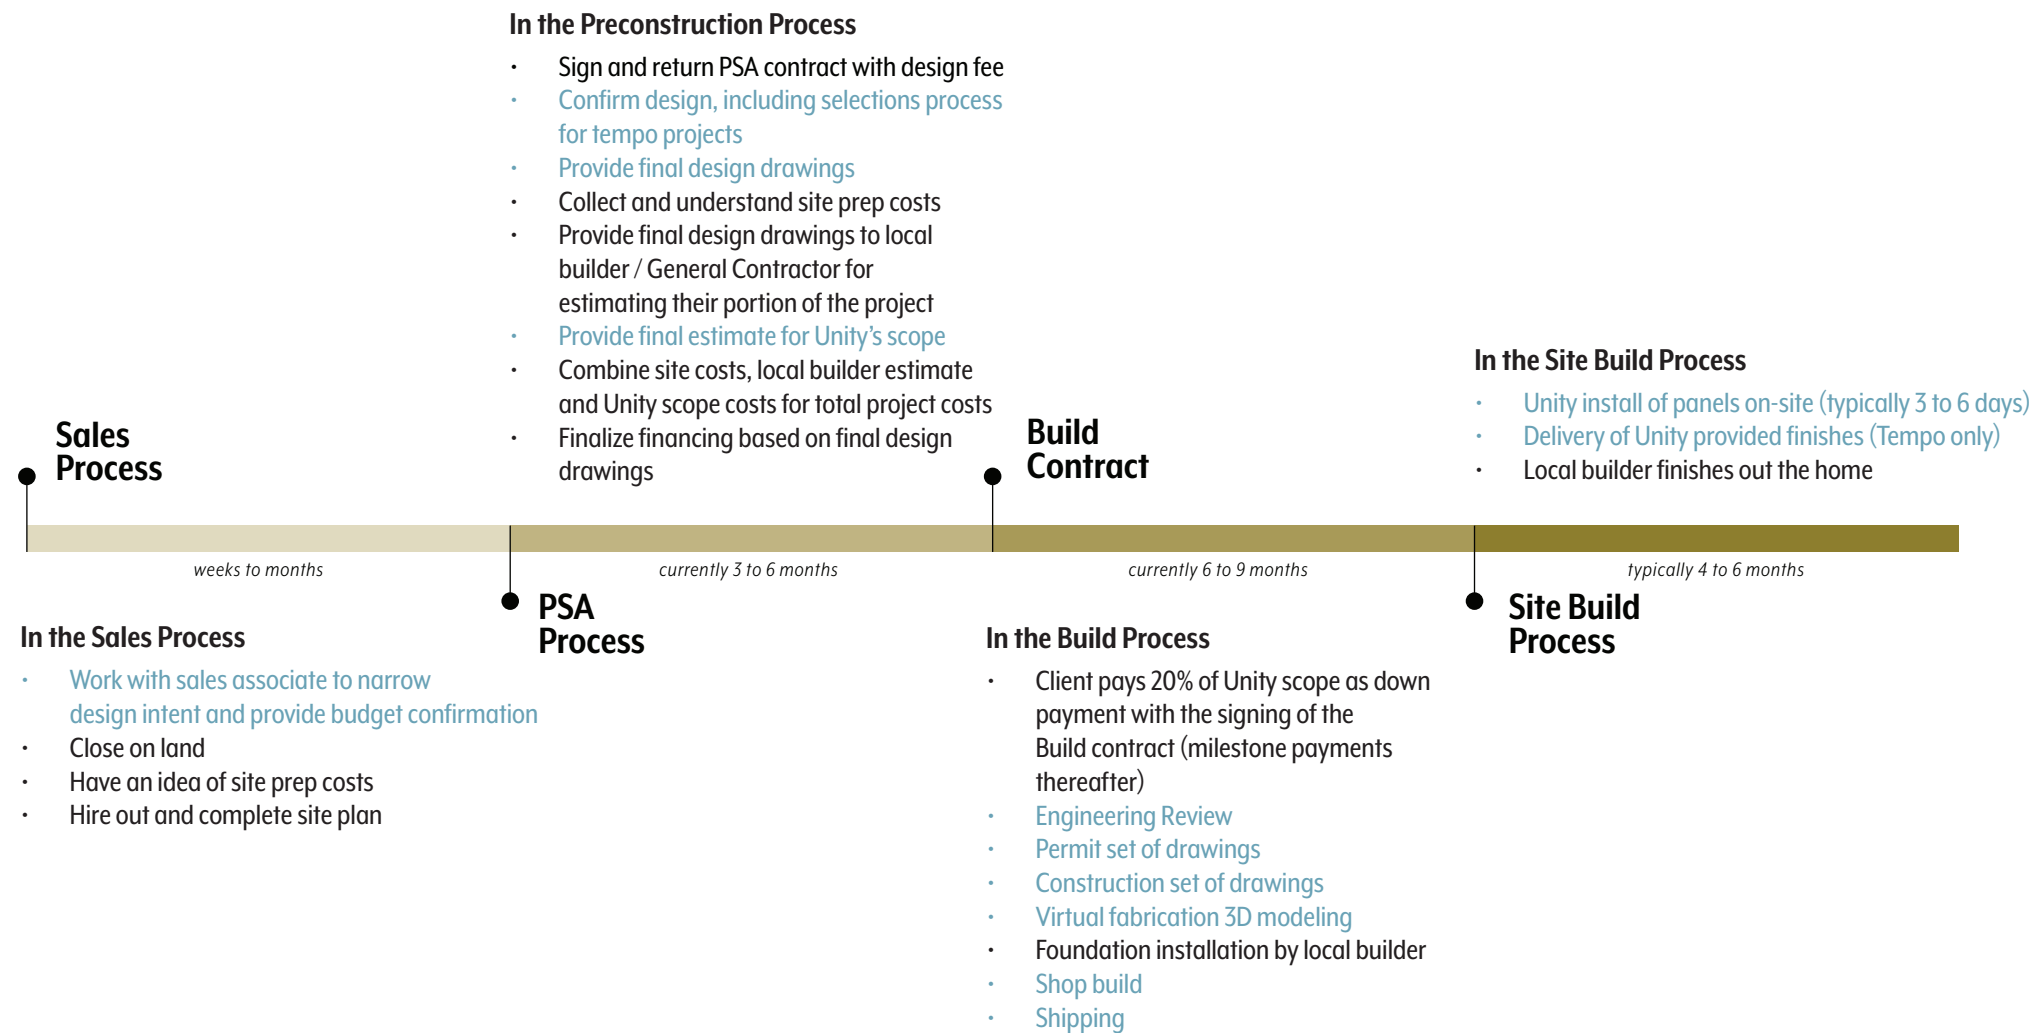 In the Preconstruction Process
• Sign and return PSA contract with design fee
• Confirm design, including selections process
for tempo projects
• Provide final design drawings
• Collect and understand site prep costs
• Provide final design drawings to local
builder / General Contractor for
estimating their portion of the project
• Provide final estimate for Unity’s scope
• Combine site costs, local builder estimate
and Unity scope costs for total project costs
• Finalize financing based on final design
drawings
In the Site Build Process
• Unity install of panels on-site (typically 3 to 6 days)
• Delivery of Unity provided finishes (Tempo only)
• Local builder finishes out the home
Sales
Process
Build
Contract
weeks to months
currently 3 to 6 months
currently 6 to 9 months
typically 4 to 6 months
PSA
Process
Site Build
Process
In the Sales Process
• Work with sales associate to narrow
design intent and provide budget confirmation
• Close on land
• Have an idea of site prep costs
• Hire out and complete site plan
In the Build Process
• Client pays 20% of Unity scope as down
payment with the signing of the
Build contract (milestone payments
thereafter)
• Engineering Review
• Permit set of drawings
• Construction set of drawings
• Virtual fabrication 3D modeling
• Foundation installation by local builder
• Shop build
• Shipping